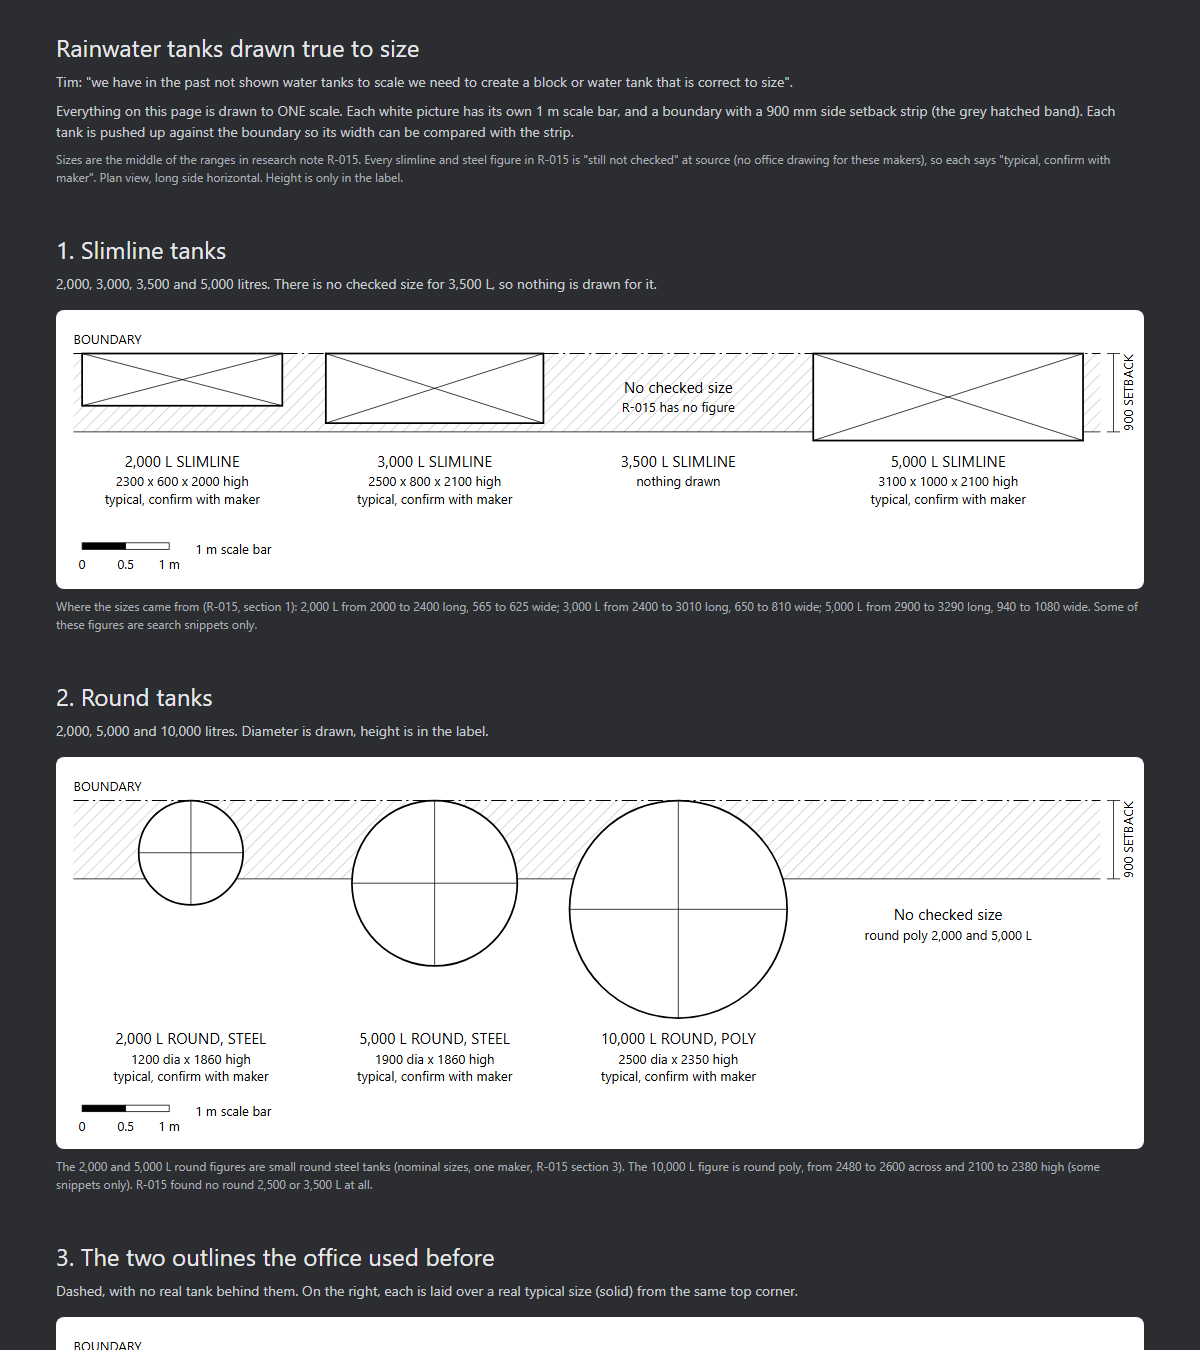 Rainwater tanks drawn true to size
Tim: "we have in the past not shown water tanks to scale we need to create a block or water tank that is correct to size".
Everything on this page is drawn to ONE scale. Each white picture has its own 1 m scale bar, and a boundary with a 900 mm side setback strip (the grey hatched band). Each
tank is pushed up against the boundary so its width can be compared with the strip.
Sizes are the middle of the ranges in research note R-015. Every slimline and steel figure in R-015 is "still not checked" at source (no office drawing for these makers), so each says "typical, confirm with
maker". Plan view, long side horizontal. Height is only in the label.
1. Slimline tanks
2,000, 3,000, 3,500 and 5,000 litres. There is no checked size for 3,500 L, so nothing is drawn for it.
BOUNDARY
900 SETBACK
No checked size
R-015 has no figure
2,000 L SLIMLINE
2300 x 600 x 2000 high
typical, confirm with maker
3,000 L SLIMLINE
2500 x 800 x 2100 high
typical, confirm with maker
3,500 L SLIMLINE
nothing drawn
5,000 L SLIMLINE
3100 x 1000 x 2100 high
typical, confirm with maker
1 m scale bar
0 0.5 1 m
Where the sizes came from (R-015, section 1): 2,000 L from 2000 to 2400 long, 565 to 625 wide; 3,000 L from 2400 to 3010 long, 650 to 810 wide; 5,000 L from 2900 to 3290 long, 940 to 1080 wide. Some of
these figures are search snippets only.
2. Round tanks
2,000, 5,000 and 10,000 litres. Diameter is drawn, height is in the label.
BOUNDARY
900 SETBACK
No checked size
round poly 2,000 and 5,000 L
2,000 L ROUND, STEEL
1200 dia x 1860 high
typical, confirm with maker
5,000 L ROUND, STEEL
1900 dia x 1860 high
typical, confirm with maker
10,000 L ROUND, POLY
2500 dia x 2350 high
typical, confirm with maker
1 m scale bar
0 0.5 1 m
The 2,000 and 5,000 L round figures are small round steel tanks (nominal sizes, one maker, R-015 section 3). The 10,000 L figure is round poly, from 2480 to 2600 across and 2100 to 2380 high (some
snippets only). R-015 found no round 2,500 or 3,500 L at all.
3. The two outlines the office used before
Dashed, with no real tank behind them. On the right, each is laid over a real typical size (solid) from the same top corner.
BOUNDARY